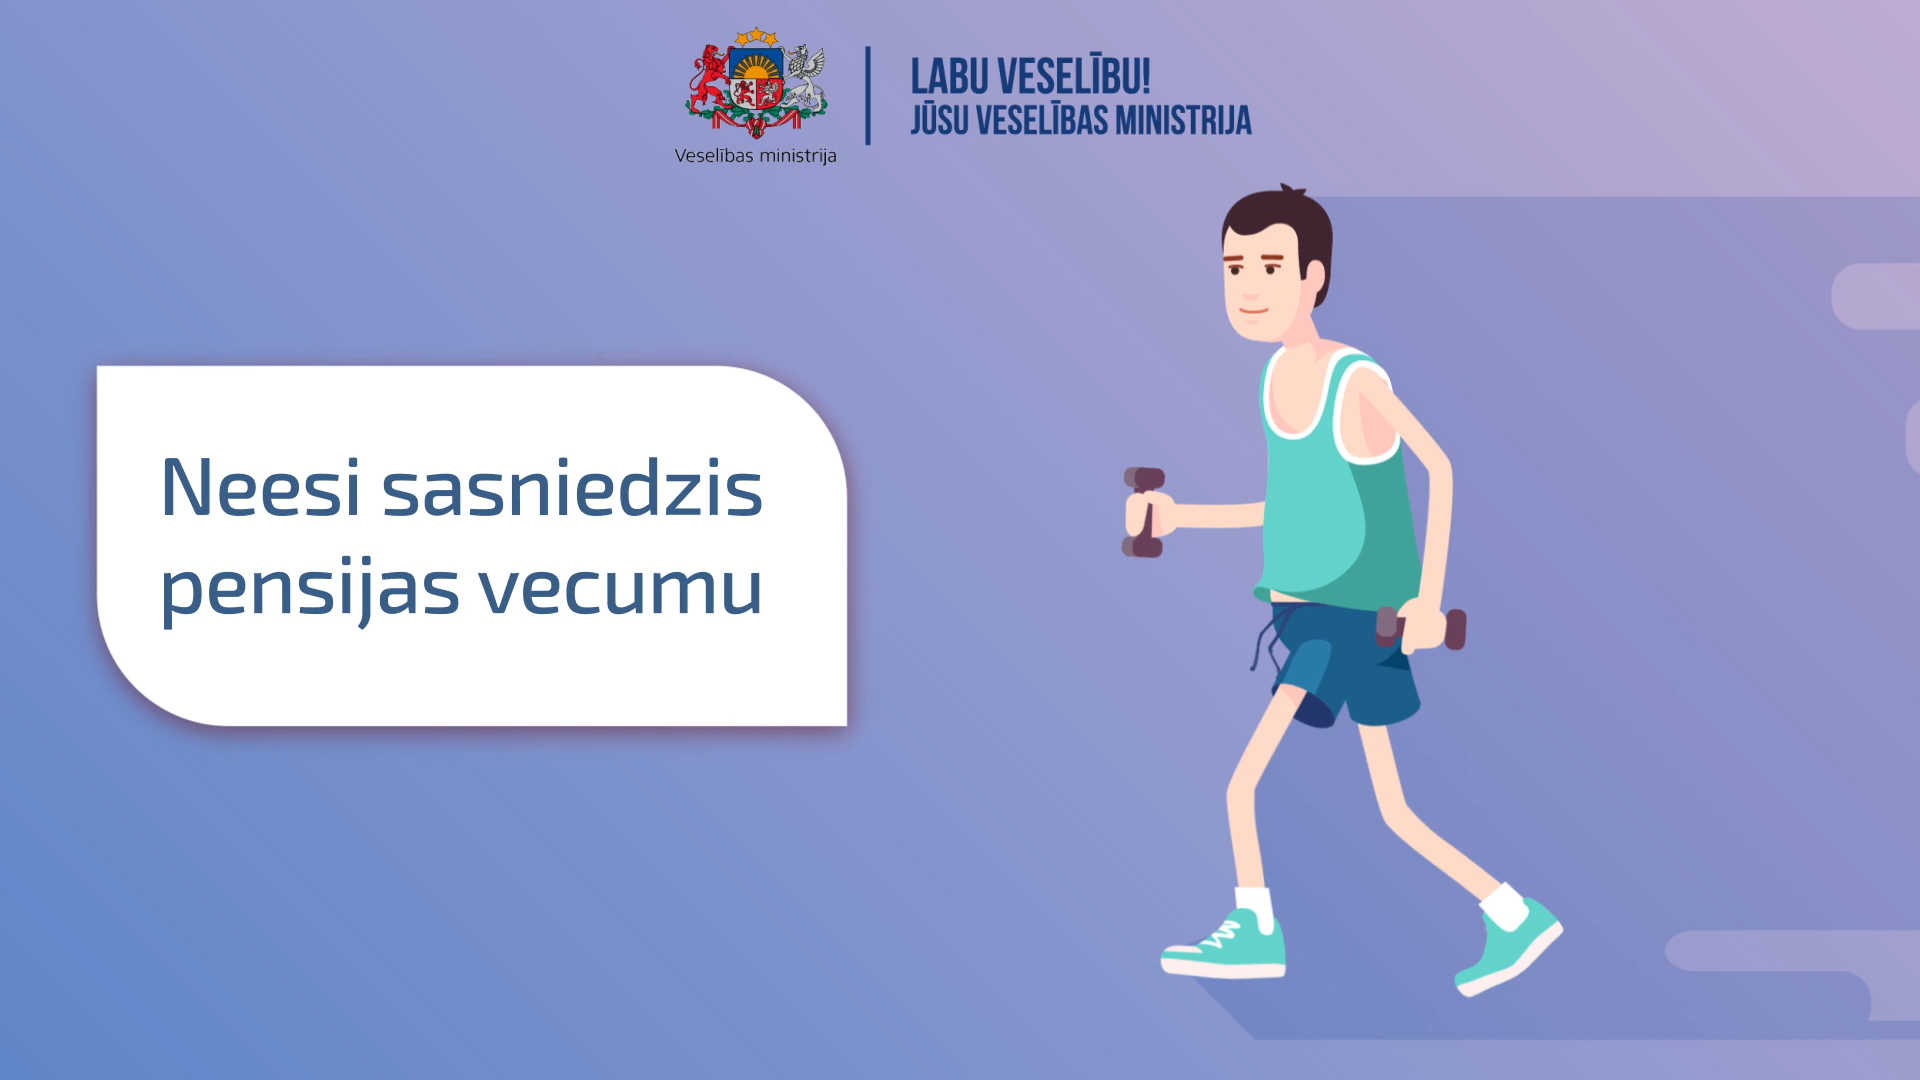 Veselības ministrija
LABU VESELĪBU!
JŪSU VESELĪBAS MINISTRIJA
Neesi sasniedzis
pensijas vecumu